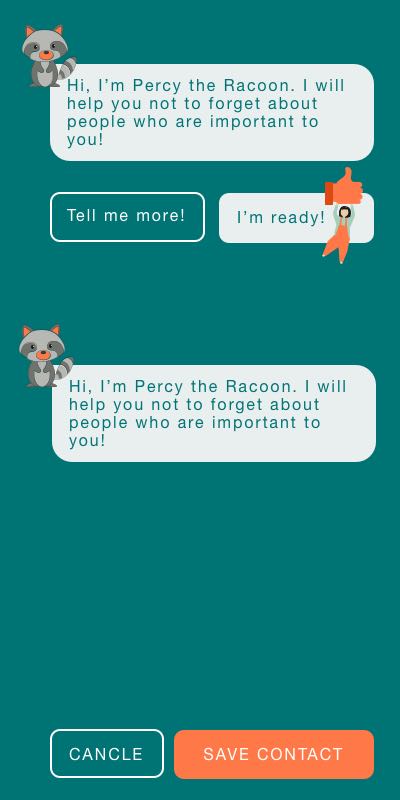 Hi, I’m Percy the Racoon. I will
help you not to forget about
people who are important to
you!
Tell me more!
I’m ready!
Hi, I’m Percy the Racoon. I will
help you not to forget about
people who are important to
you!
CANCLE
SAVE CONTACT